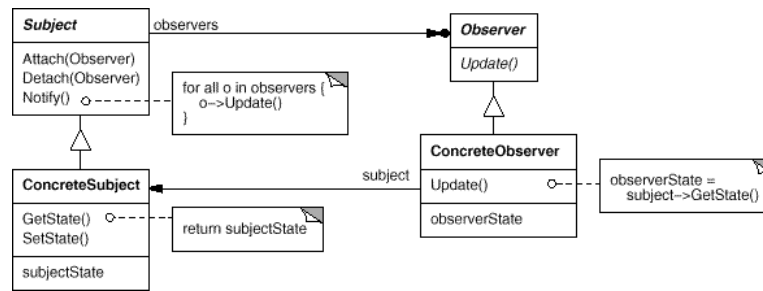 Subject
observers
Observer
Attach(Observer)
Detach(Observer)
Notify()
for all o in observers {
o->Update()
}
Update()
ConcreteSubject
GetState()
SetState()
subjectState
return subjectState
subject
ConcreteObserver
Update()
observerState
observerState =
subject->GetState()